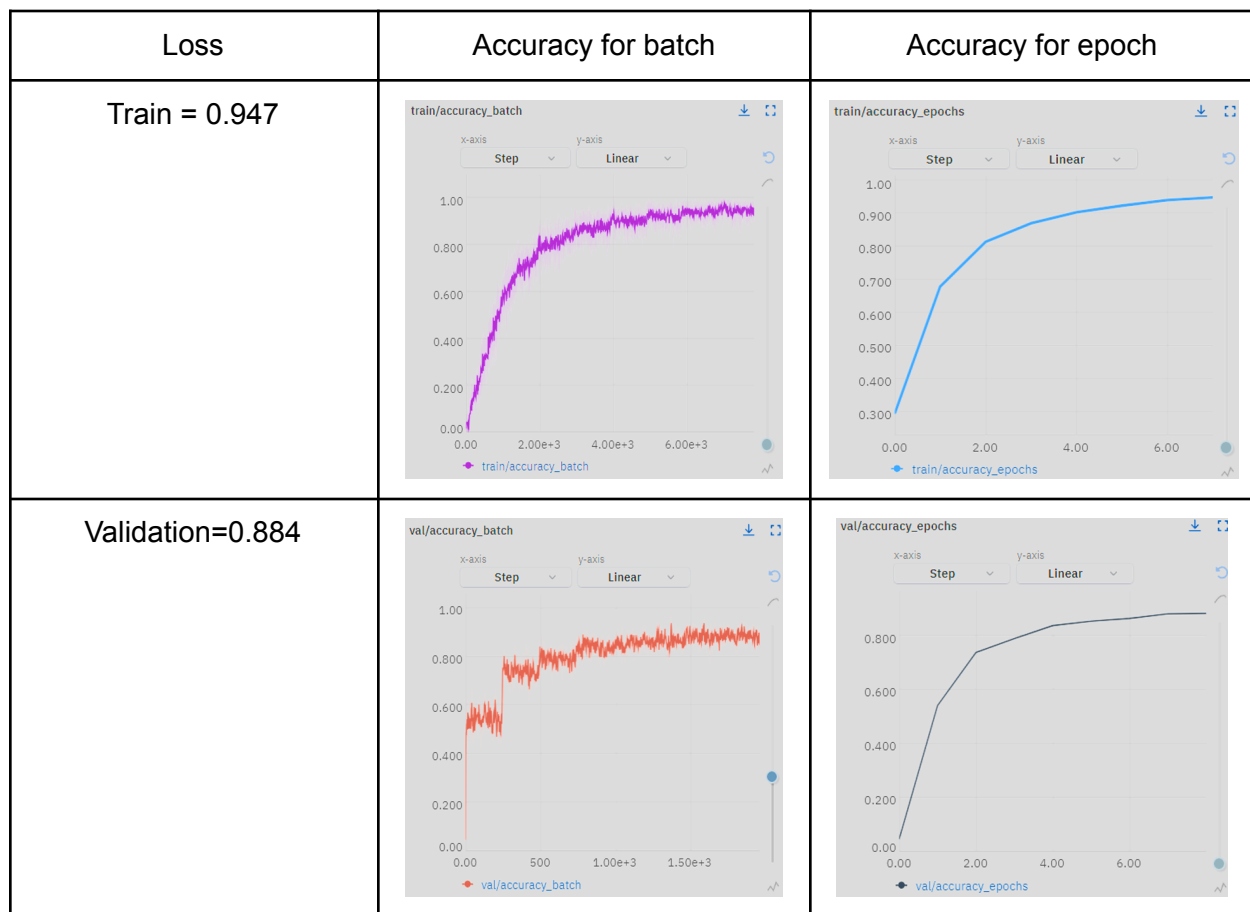 Loss
Accuracy for batch
Accuracy for epoch
Train = 0.947
train/accuracy_batch
x-axis
y-axis
Step
Linear
1.00
0.800
0.600
0.400
0.200
0.00
0.00 2.00e+3 4.00e+3 6.00e+3
train/accuracy_batch
train/accuracy_epochs
x-axis
y-axis
Step
Linear
1.00
0.900
0.800
0.700
0.600
0.500
0.400
0.300
0.00 2.00 4.00 6.00
train/accuracy_epochs
Validation=0.884
val/accuracy_batch
x-axis
y-axis
Step
Linear
1.00
0.800
0.600
0.400
0.200
0.00
0.00 500 1.00e+3 1.50e+3
val/accuracy_batch
val/accuracy_epochs
x-axis
y-axis
Step
Linear
0.800
0.600
0.400
0.200
0.00
0.00 2.00 4.00 6.00
val/accuracy_epochs